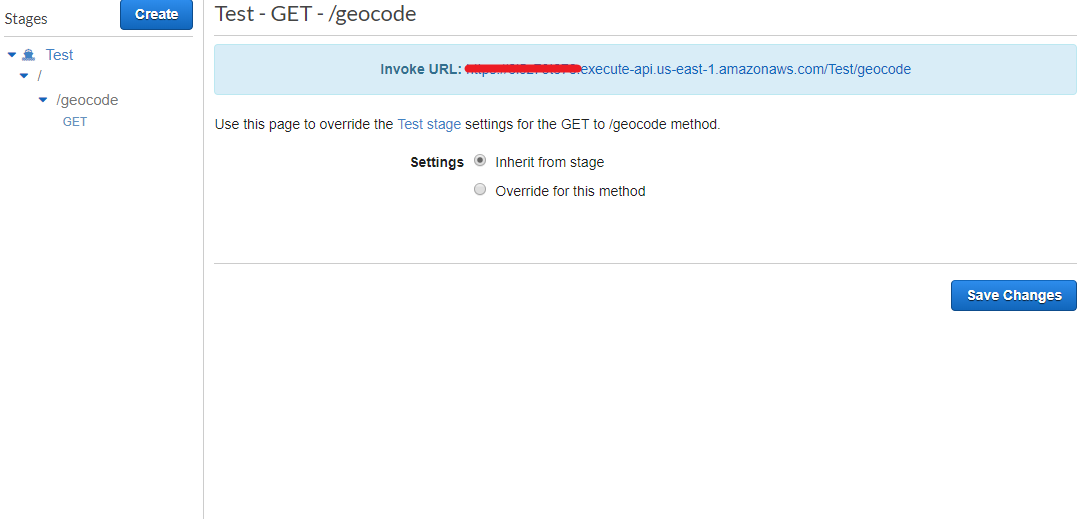 Stages
Create
Test
/
/geocode
GET
Test - GET - /geocode
Invoke URL: execute-api.us-east-1.amazonaws.com/Test/geocode
Use this page to override the Test stage settings for the GET to /geocode method.
Settings Inherit from stage
Override for this method
Save Changes